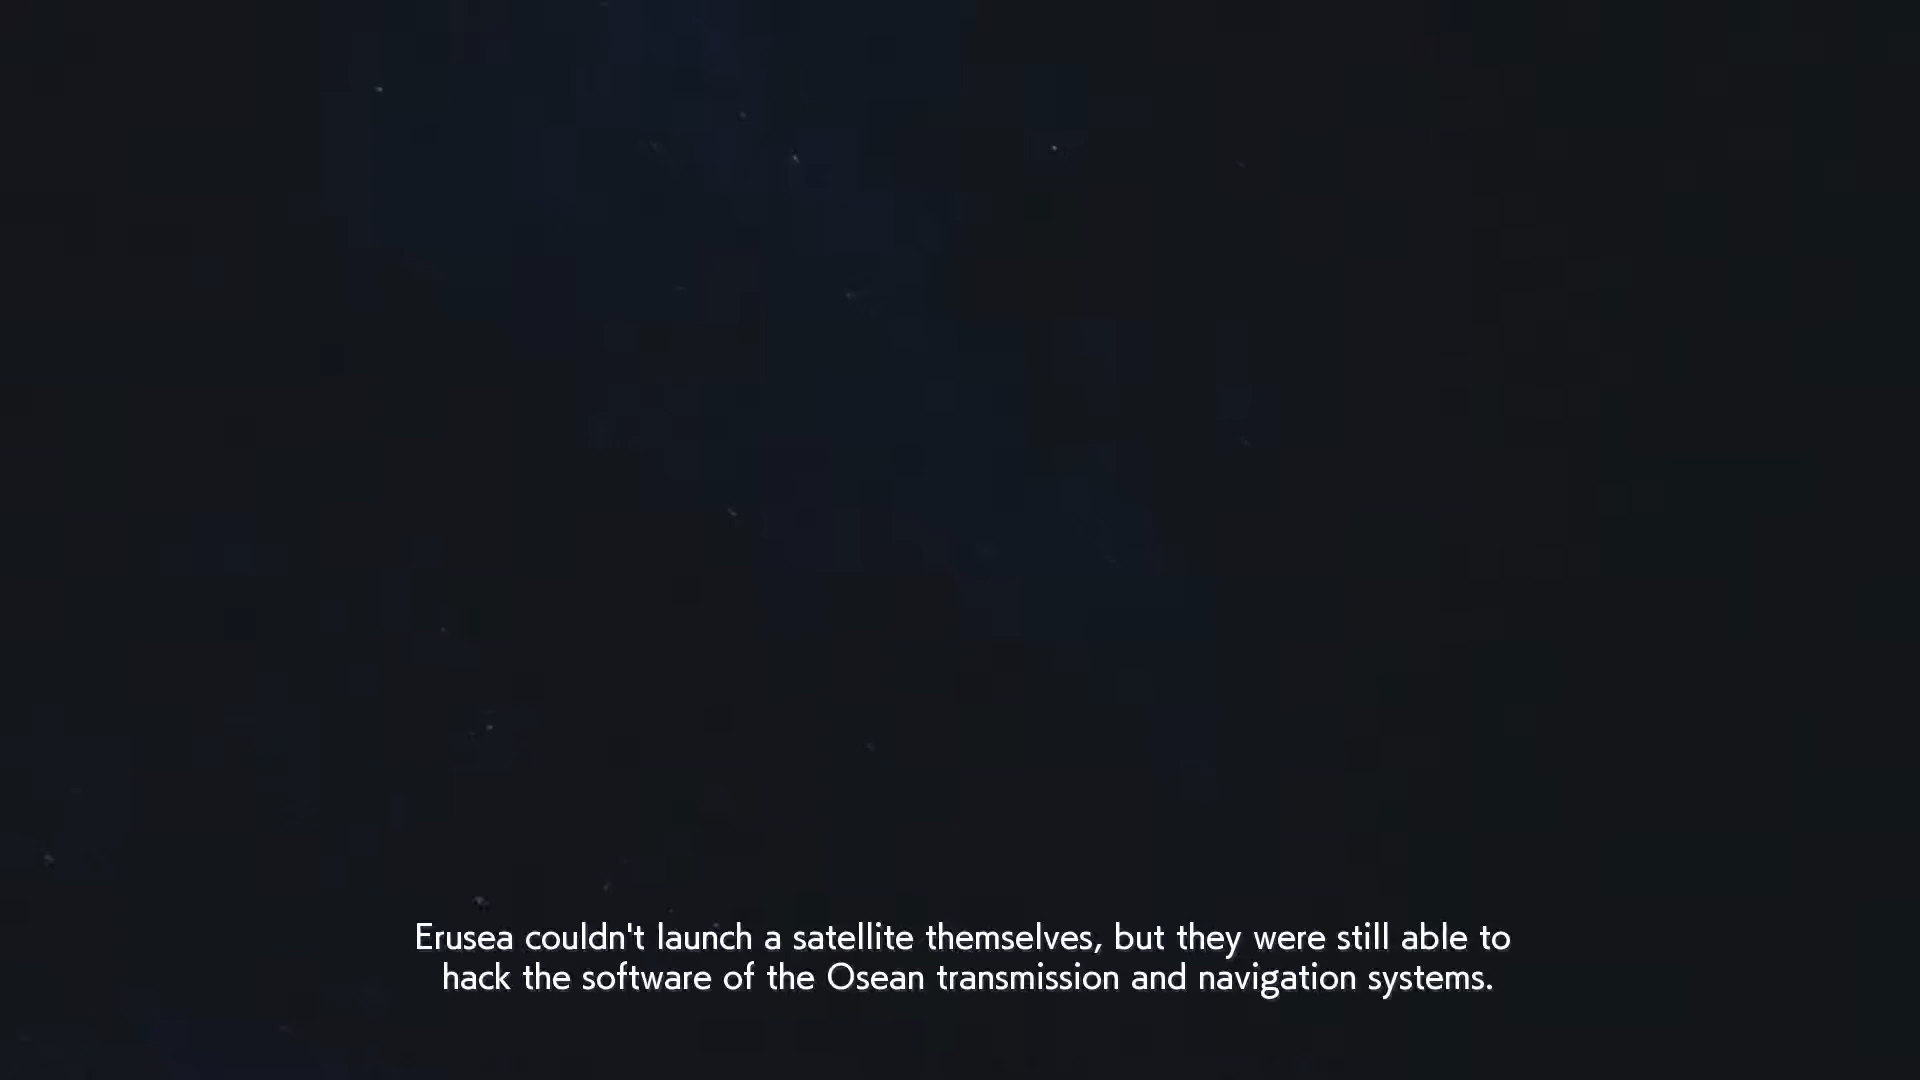 Erusea couldn't launch a satellite themselves, but they were still able to
hack the software of the Osean transmission and navigation systems.